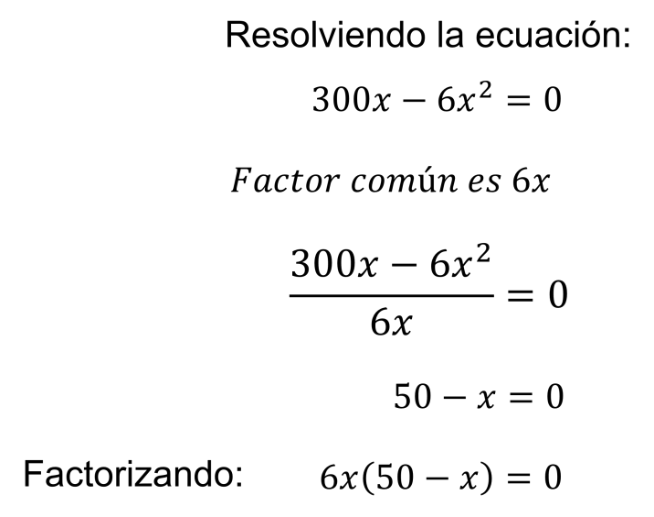 Resolviendo la ecuación:
300x − 6x² = 0
Factor común es 6x
300x − 6x²
/ 6x = 0
50 − x = 0
Factorizando: 6x(50 − x) = 0